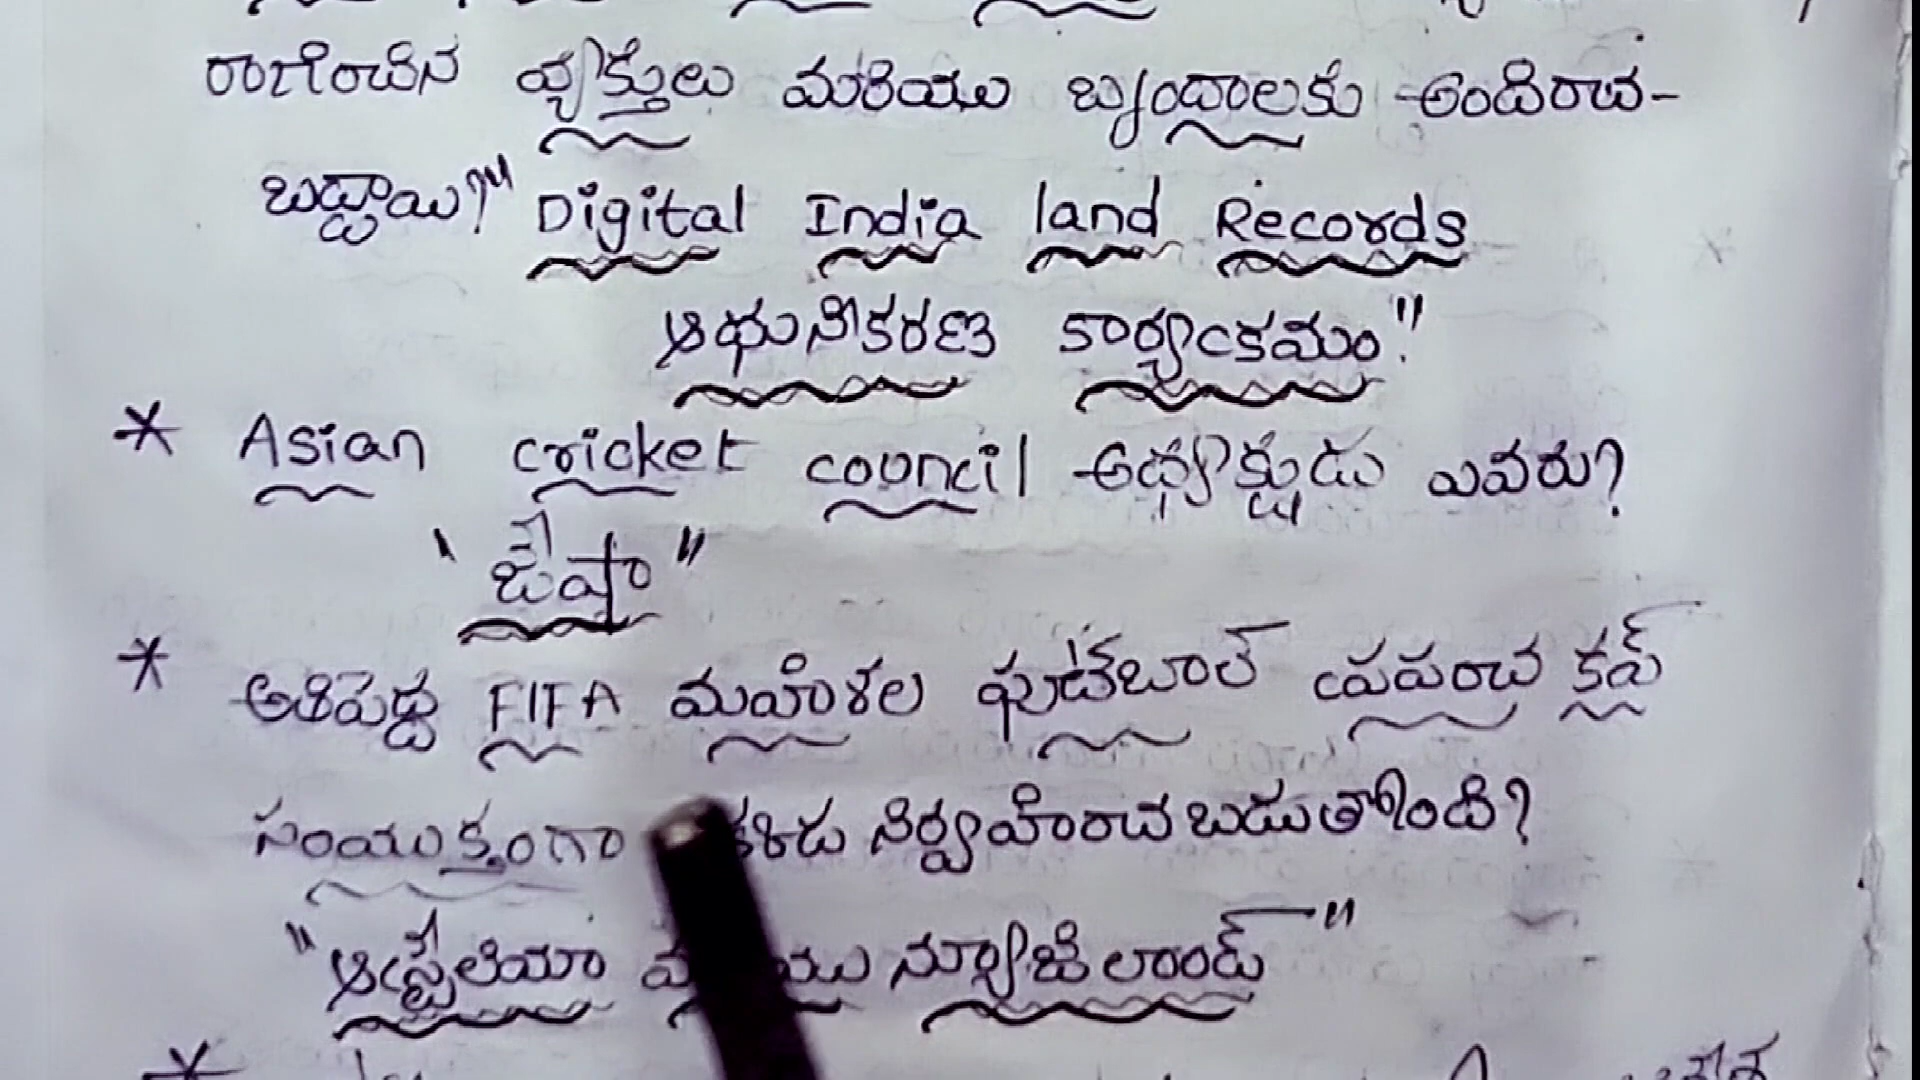 వ్యక్తులు మరియు బృందాలకు అందించ-
బడ్డాయి?" Digital India land Records
ఆధునీకరణ కార్యక్రమం"
* Asian cricket council అధ్యక్షుడు ఎవరు?
" జైషా "
* అతిపెద్ద FIFA మహిళల ఫుట్‌బాల్ ప్రపంచ కప్
సంయుక్తంగా నిర్వహించబడుతోంది?
"ఆస్ట్రేలియా న్యూజిలాండ్"